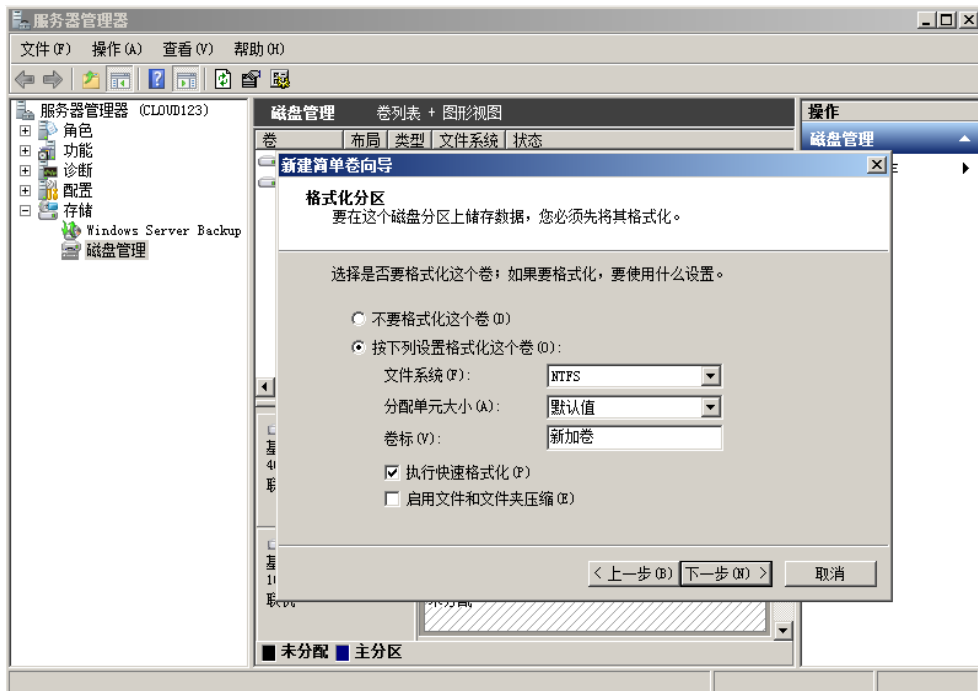 服务器管理器
文件(F) 操作(A) 查看(V) 帮助(H)
服务器管理器 (CLOUD123)
角色
功能
诊断
配置
存储
Windows Server Backup
磁盘管理
磁盘管理 卷列表 + 图形视图
卷 布局 类型 文件系统 状态
操作
磁盘管理
新建简单卷向导
格式化分区
要在这个磁盘分区上储存数据，您必须先将其格式化。
选择是否要格式化这个卷；如果要格式化，要使用什么设置。
不要格式化这个卷(D)
按下列设置格式化这个卷(O):
文件系统(F): NTFS
分配单元大小(A): 默认值
卷标(V): 新加卷
执行快速格式化(P)
启用文件和文件夹压缩(E)
< 上一步(B) 下一步(N) > 取消
未分配 主分区